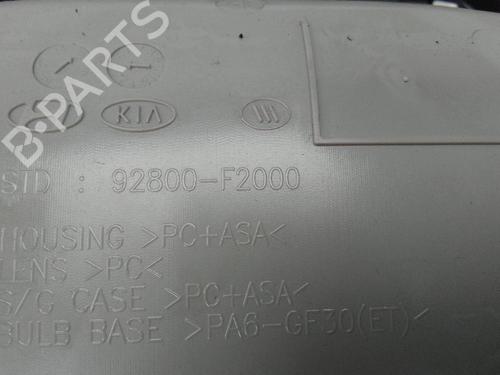 B-PARTS
KIA
STD : 92800-F2000
HOUSING >PC+ASA<
LENS >PC<
S/G CASE >PC+ASA<
BULB BASE >PA6-GF30(ET)<